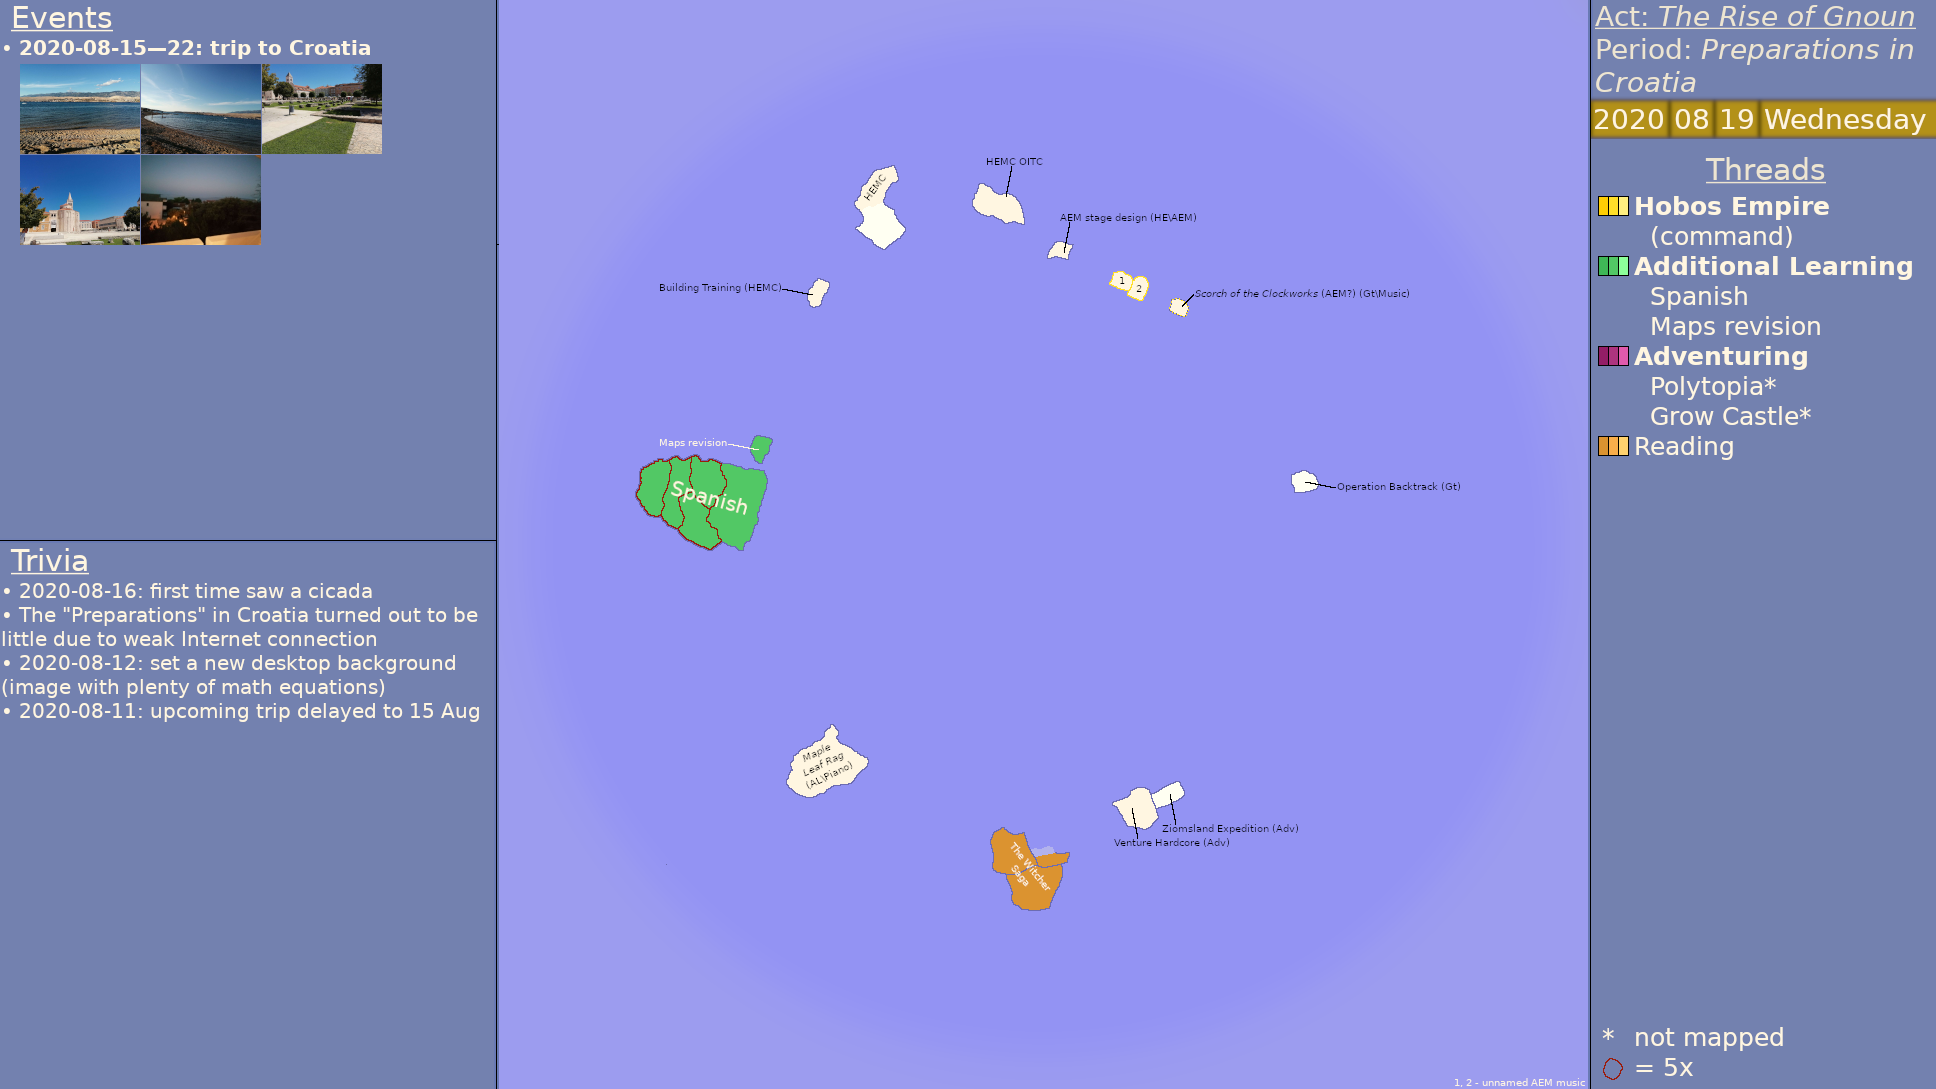 Events
• 2020-08-15—22: trip to Croatia
Trivia
• 2020-08-16: first time saw a cicada
• The "Preparations" in Croatia turned out to be
little due to weak Internet connection
• 2020-08-12: set a new desktop background
(image with plenty of math equations)
• 2020-08-11: upcoming trip delayed to 15 Aug
HEMC
HEMC OITC
AEM stage design (HE\AEM)
Building Training (HEMC)
1
2
Scorch of the Clockworks (AEM?) (Gt\Music)
Maps revision
Spanish
Operation Backtrack (Gt)
Maple
Leaf Rag
(AL\Piano)
Ziomsland Expedition (Adv)
Venture Hardcore (Adv)
The Witcher
Saga
1, 2 - unnamed AEM music
Act: The Rise of Gnoun
Period: Preparations in
Croatia
2020 08 19 Wednesday
Threads
Hobos Empire
(command)
Additional Learning
Spanish
Maps revision
Adventuring
Polytopia*
Grow Castle*
Reading
* not mapped
= 5x